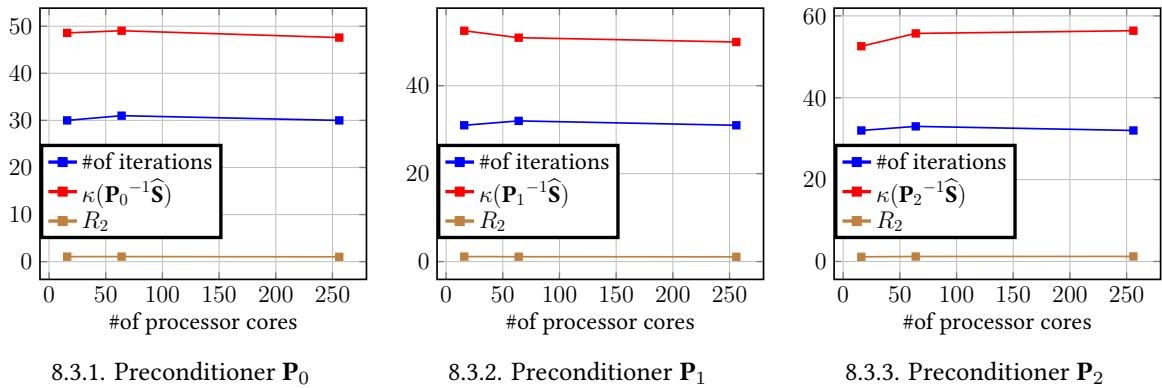 50
40
30
20
10
0
#of iterations
κ(P₀⁻¹Ŝ)
R₂
0 50 100 150 200 250
#of processor cores
8.3.1. Preconditioner P₀
40
20
0
#of iterations
κ(P₁⁻¹Ŝ)
R₂
0 50 100 150 200 250
#of processor cores
8.3.2. Preconditioner P₁
60
40
20
0
#of iterations
κ(P₂⁻¹Ŝ)
R₂
0 50 100 150 200 250
#of processor cores
8.3.3. Preconditioner P₂